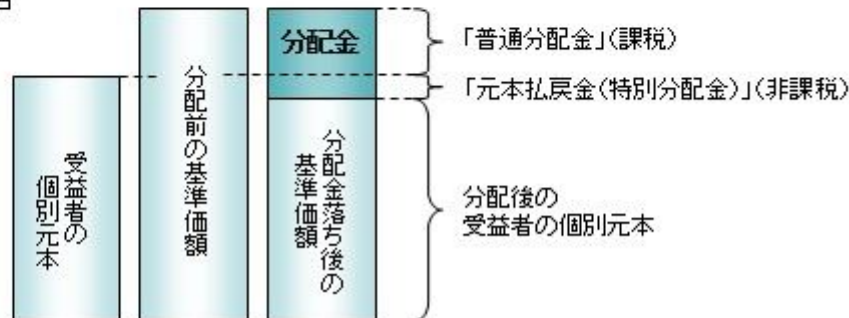 受益者の
個別元本
分配前の基準価額
分配金
分配金落ち後の
基準価額
「普通分配金」(課税)
「元本払戻金(特別分配金)」(非課税)
分配後の
受益者の個別元本